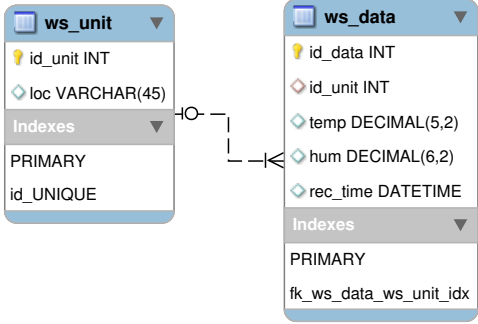 ws_unit
id_unit INT
loc VARCHAR(45)
Indexes
PRIMARY
id_UNIQUE
ws_data
id_data INT
id_unit INT
temp DECIMAL(5,2)
hum DECIMAL(6,2)
rec_time DATETIME
Indexes
PRIMARY
fk_ws_data_ws_unit_idx